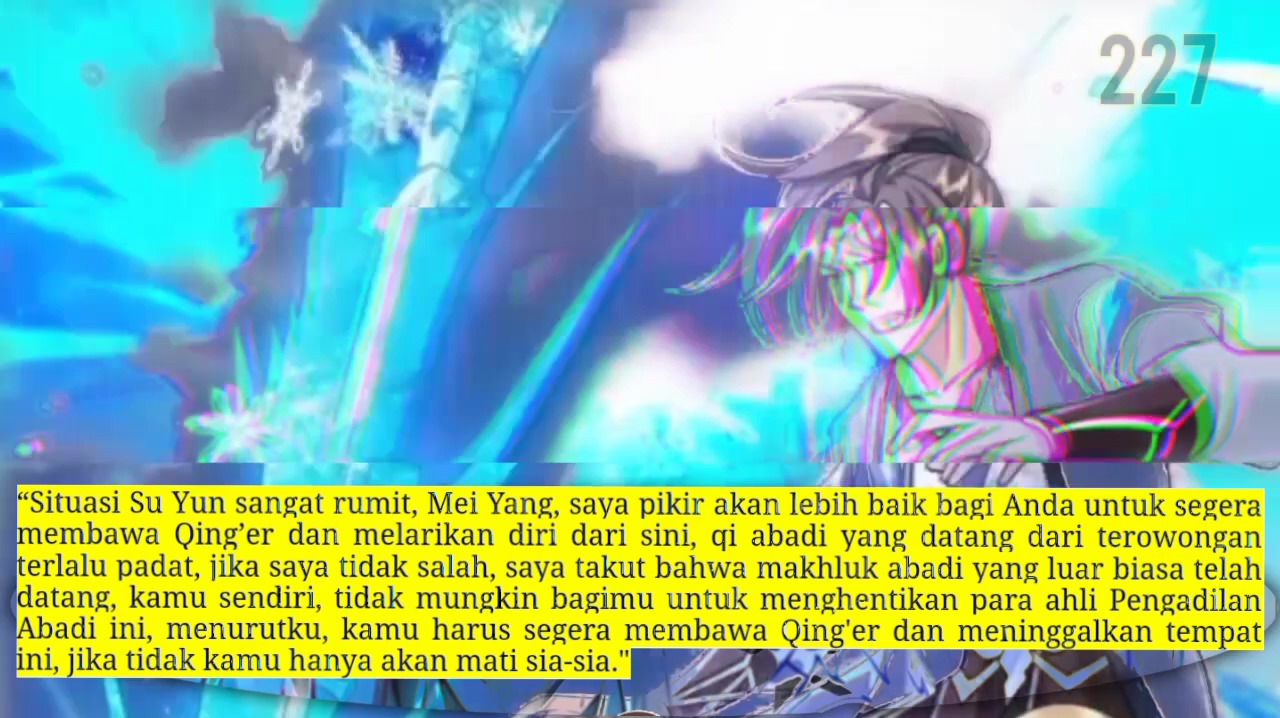 227
“Situasi Su Yun sangat rumit, Mei Yang, saya pikir akan lebih baik bagi Anda untuk segera
membawa Qing’er dan melarikan diri dari sini, qi abadi yang datang dari terowongan
terlalu padat, jika saya tidak salah, saya takut bahwa makhluk abadi yang luar biasa telah
datang, kamu sendiri, tidak mungkin bagimu untuk menghentikan para ahli Pengadilan
Abadi ini, menurutku, kamu harus segera membawa Qing'er dan meninggalkan tempat
ini, jika tidak kamu hanya akan mati sia-sia."